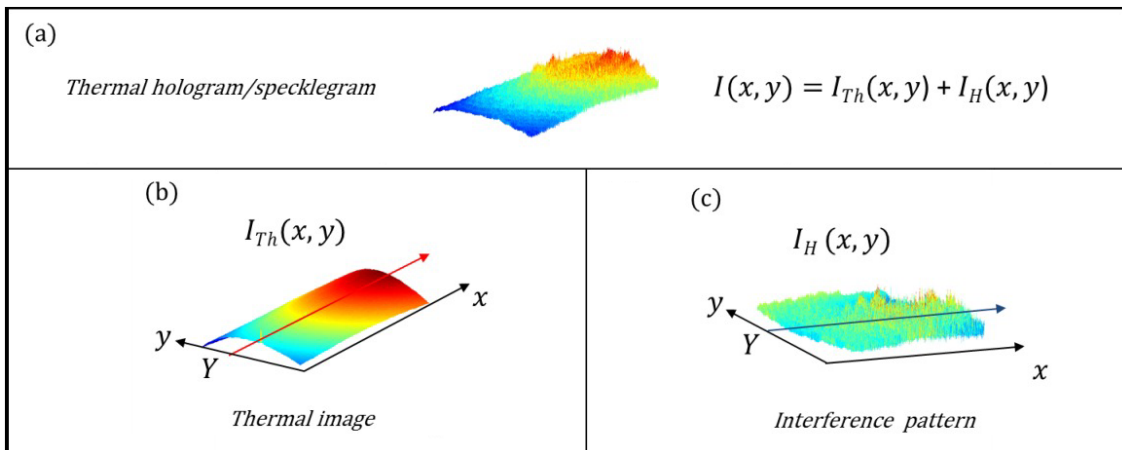 (a)
Thermal hologram/specklegram
I(x, y) = I_Th(x, y) + I_H(x, y)
(b)
I_Th(x, y)
y
Y
x
Thermal image
(c)
I_H (x, y)
y
Y
x
Interference pattern